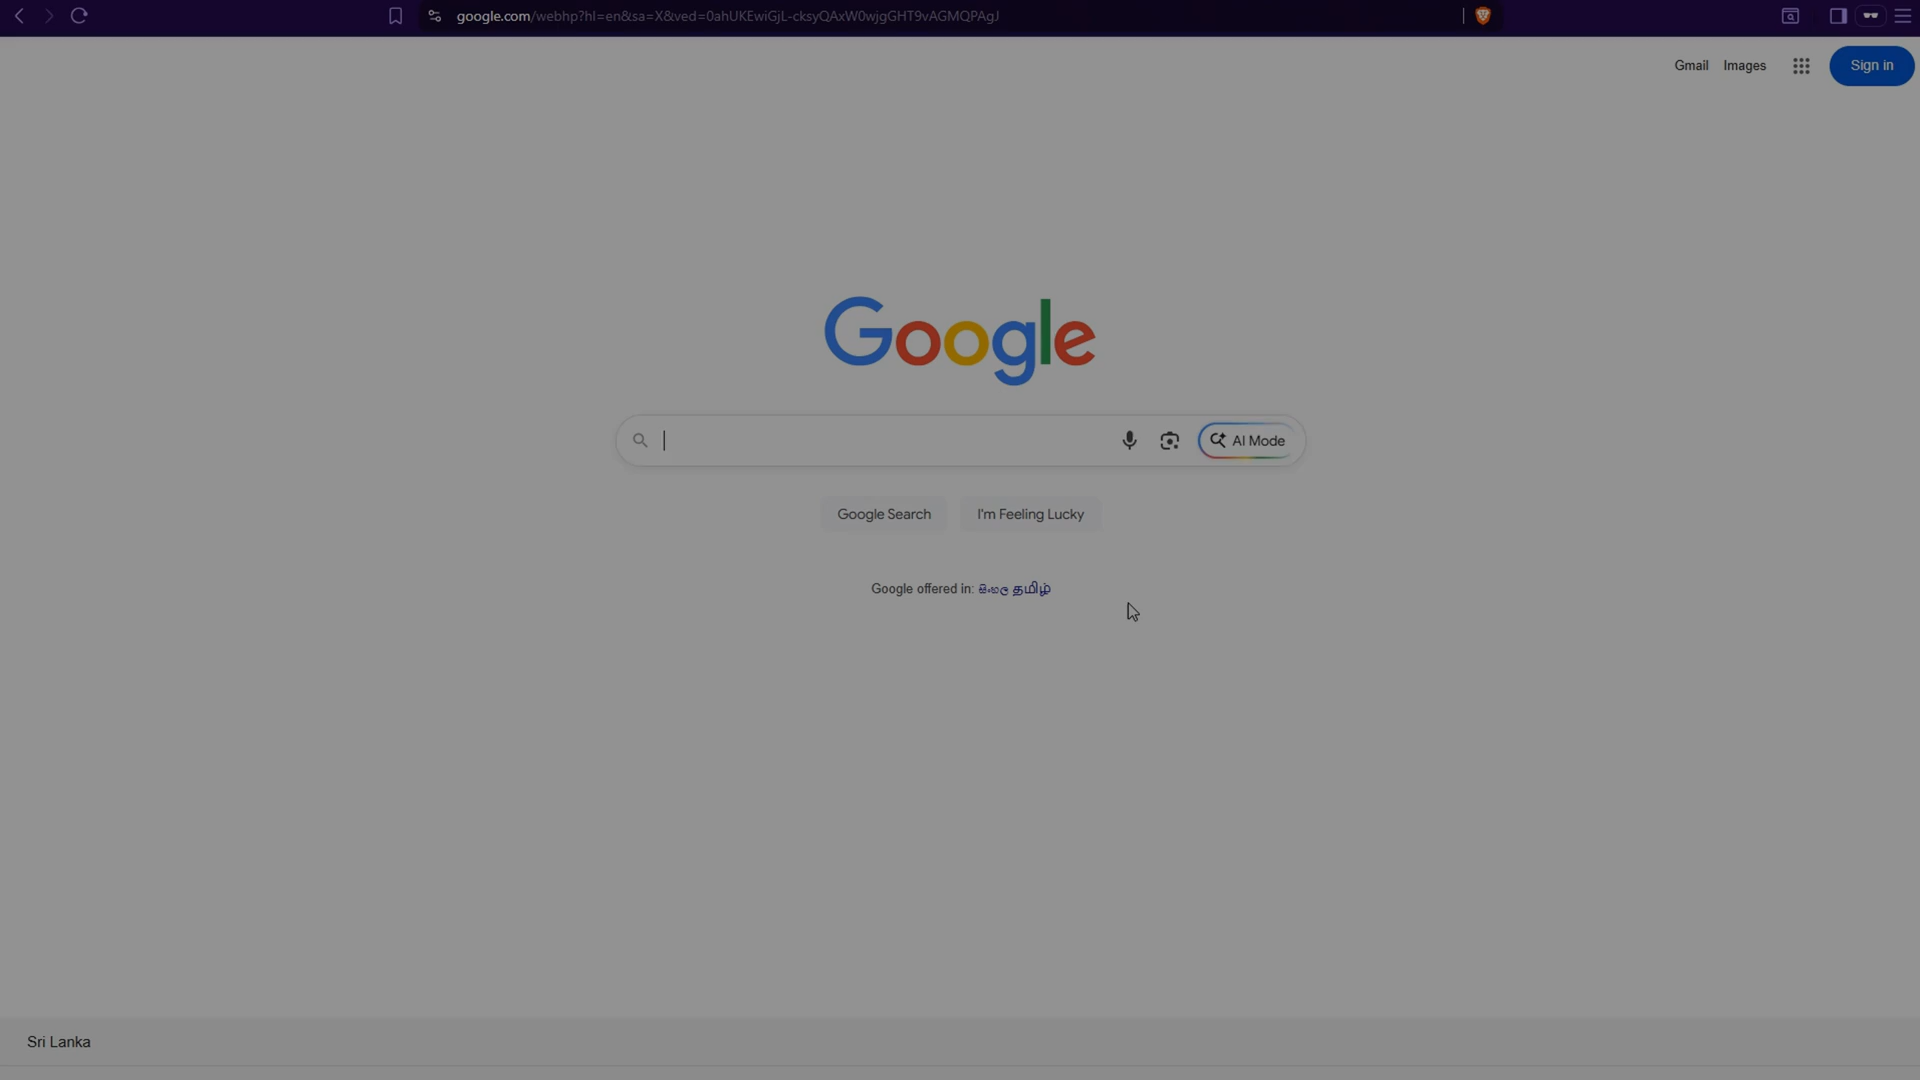 google.com/webhp?hl=en&sa=X&ved=0ahUKEwiGjL-cksyQAxW0wjgGHT9vAGMQPAgJ
Gmail Images Sign in
Google
AI Mode
Google Search I'm Feeling Lucky
Google offered in: සිංහල தமிழ்
Sri Lanka